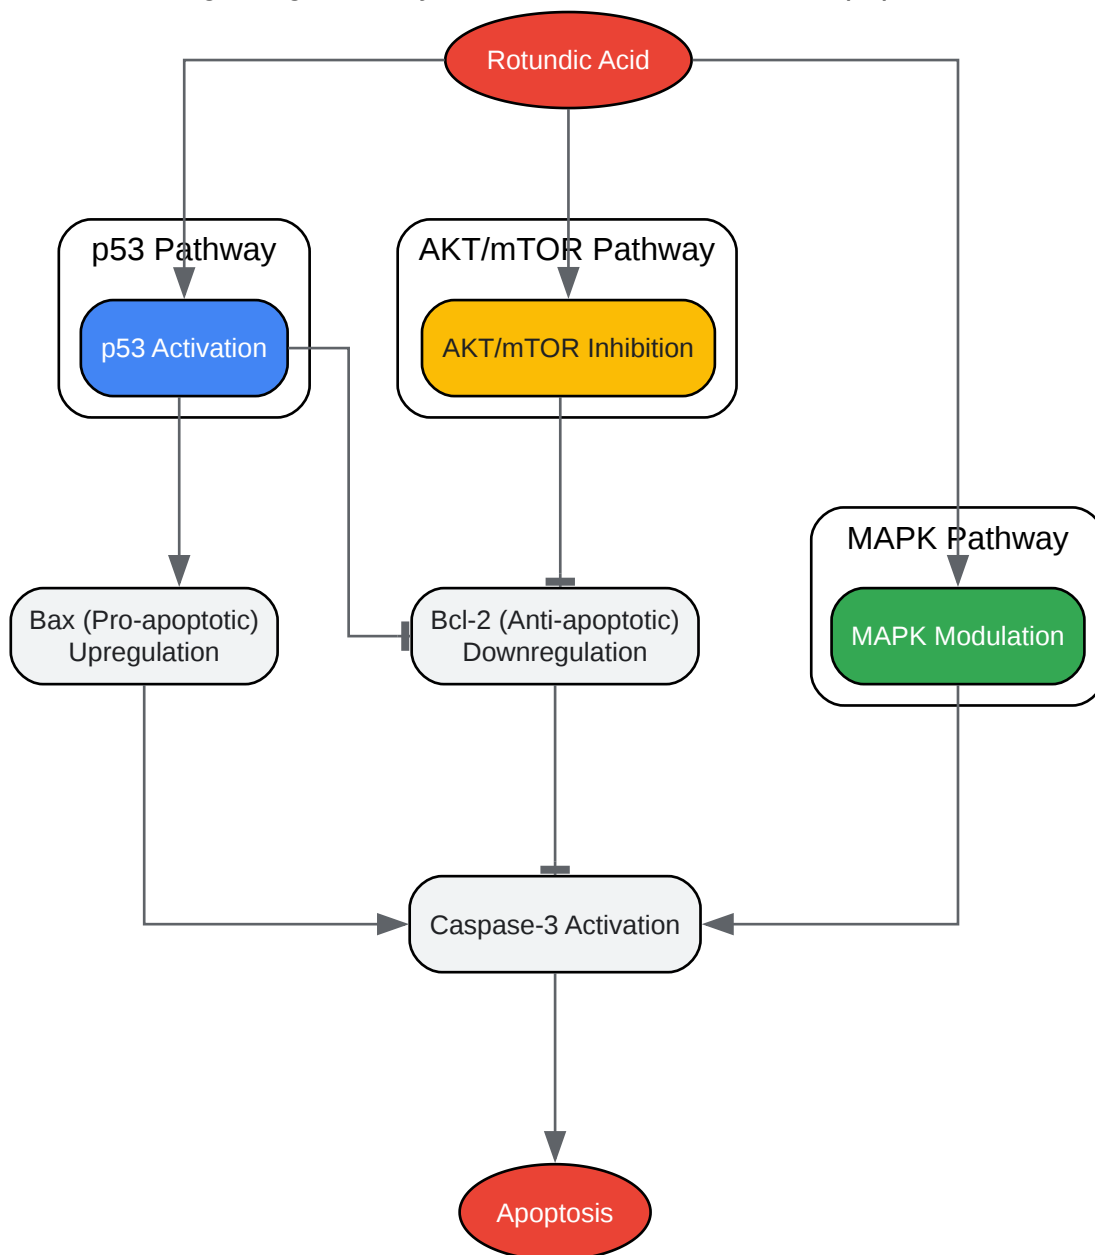 Rotundic Acid
p53 Pathway
AKT/mTOR Pathway
p53 Activation
AKT/mTOR Inhibition
MAPK Pathway
Bax (Pro-apoptotic)
Upregulation
Bcl-2 (Anti-apoptotic)
Downregulation
MAPK Modulation
Caspase-3 Activation
Apoptosis